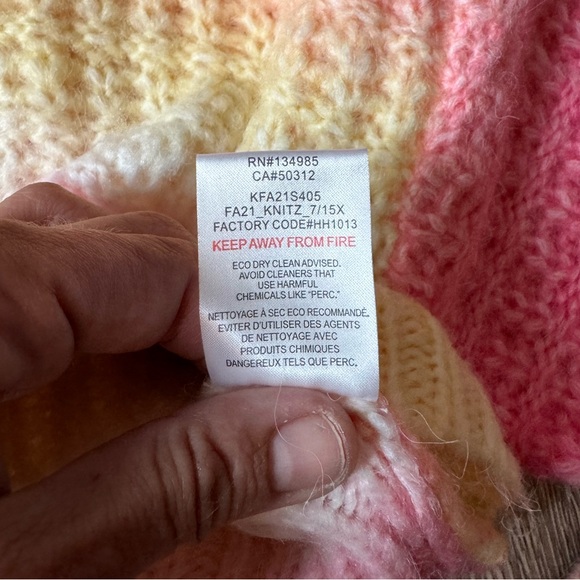 RN#134985
CA#50312
KFA21S405
FA21_KNITZ_7/15X
FACTORY CODE#HH1013
KEEP AWAY FROM FIRE
ECO DRY CLEAN ADVISED.
AVOID CLEANERS THAT
USE HARMFUL
CHEMICALS LIKE "PERC."
NETTOYAGE À SEC ECO RECOMMANDÉ.
EVITER D'UTILISER DES AGENTS
DE NETTOYAGE AVEC
PRODUITS CHIMIQUES
DANGEREUX TELS QUE PERC.